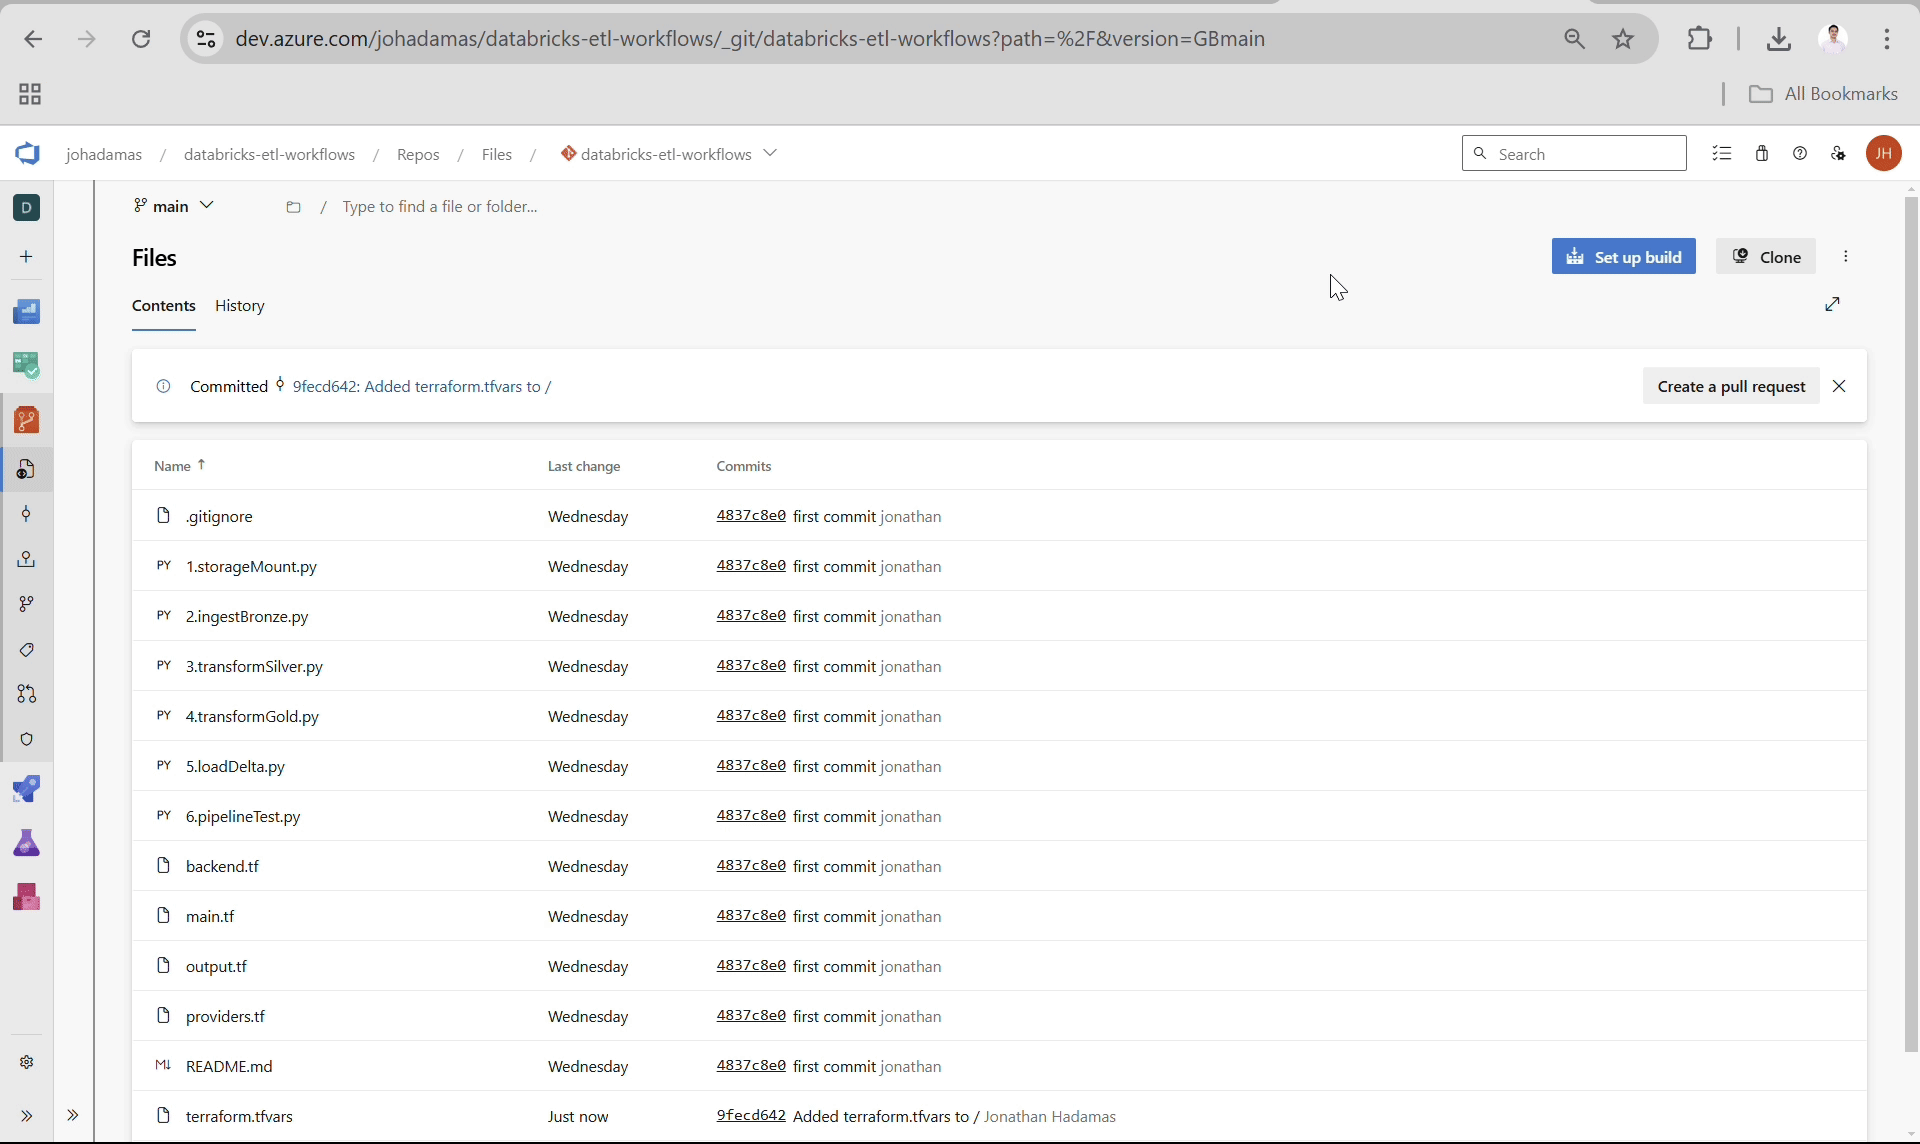 dev.azure.com/johadamas/databricks-etl-workflows/_git/databricks-etl-workflows?path=%2F&version=GBmain
All Bookmarks
johadamas / databricks-etl-workflows / Repos / Files / databricks-etl-workflows
Search
JH
D
main
/ Type to find a file or folder...
Files
Set up build
Clone
Contents
History
Committed 9fecd642: Added terraform.tfvars to /
Create a pull request
Name Last change Commits
.gitignore Wednesday 4837c8e0 first commit jonathan
PY 1.storageMount.py Wednesday 4837c8e0 first commit jonathan
PY 2.ingestBronze.py Wednesday 4837c8e0 first commit jonathan
PY 3.transformSilver.py Wednesday 4837c8e0 first commit jonathan
PY 4.transformGold.py Wednesday 4837c8e0 first commit jonathan
PY 5.loadDelta.py Wednesday 4837c8e0 first commit jonathan
PY 6.pipelineTest.py Wednesday 4837c8e0 first commit jonathan
backend.tf Wednesday 4837c8e0 first commit jonathan
main.tf Wednesday 4837c8e0 first commit jonathan
output.tf Wednesday 4837c8e0 first commit jonathan
providers.tf Wednesday 4837c8e0 first commit jonathan
M↓ README.md Wednesday 4837c8e0 first commit jonathan
terraform.tfvars Just now 9fecd642 Added terraform.tfvars to / Jonathan Hadamas